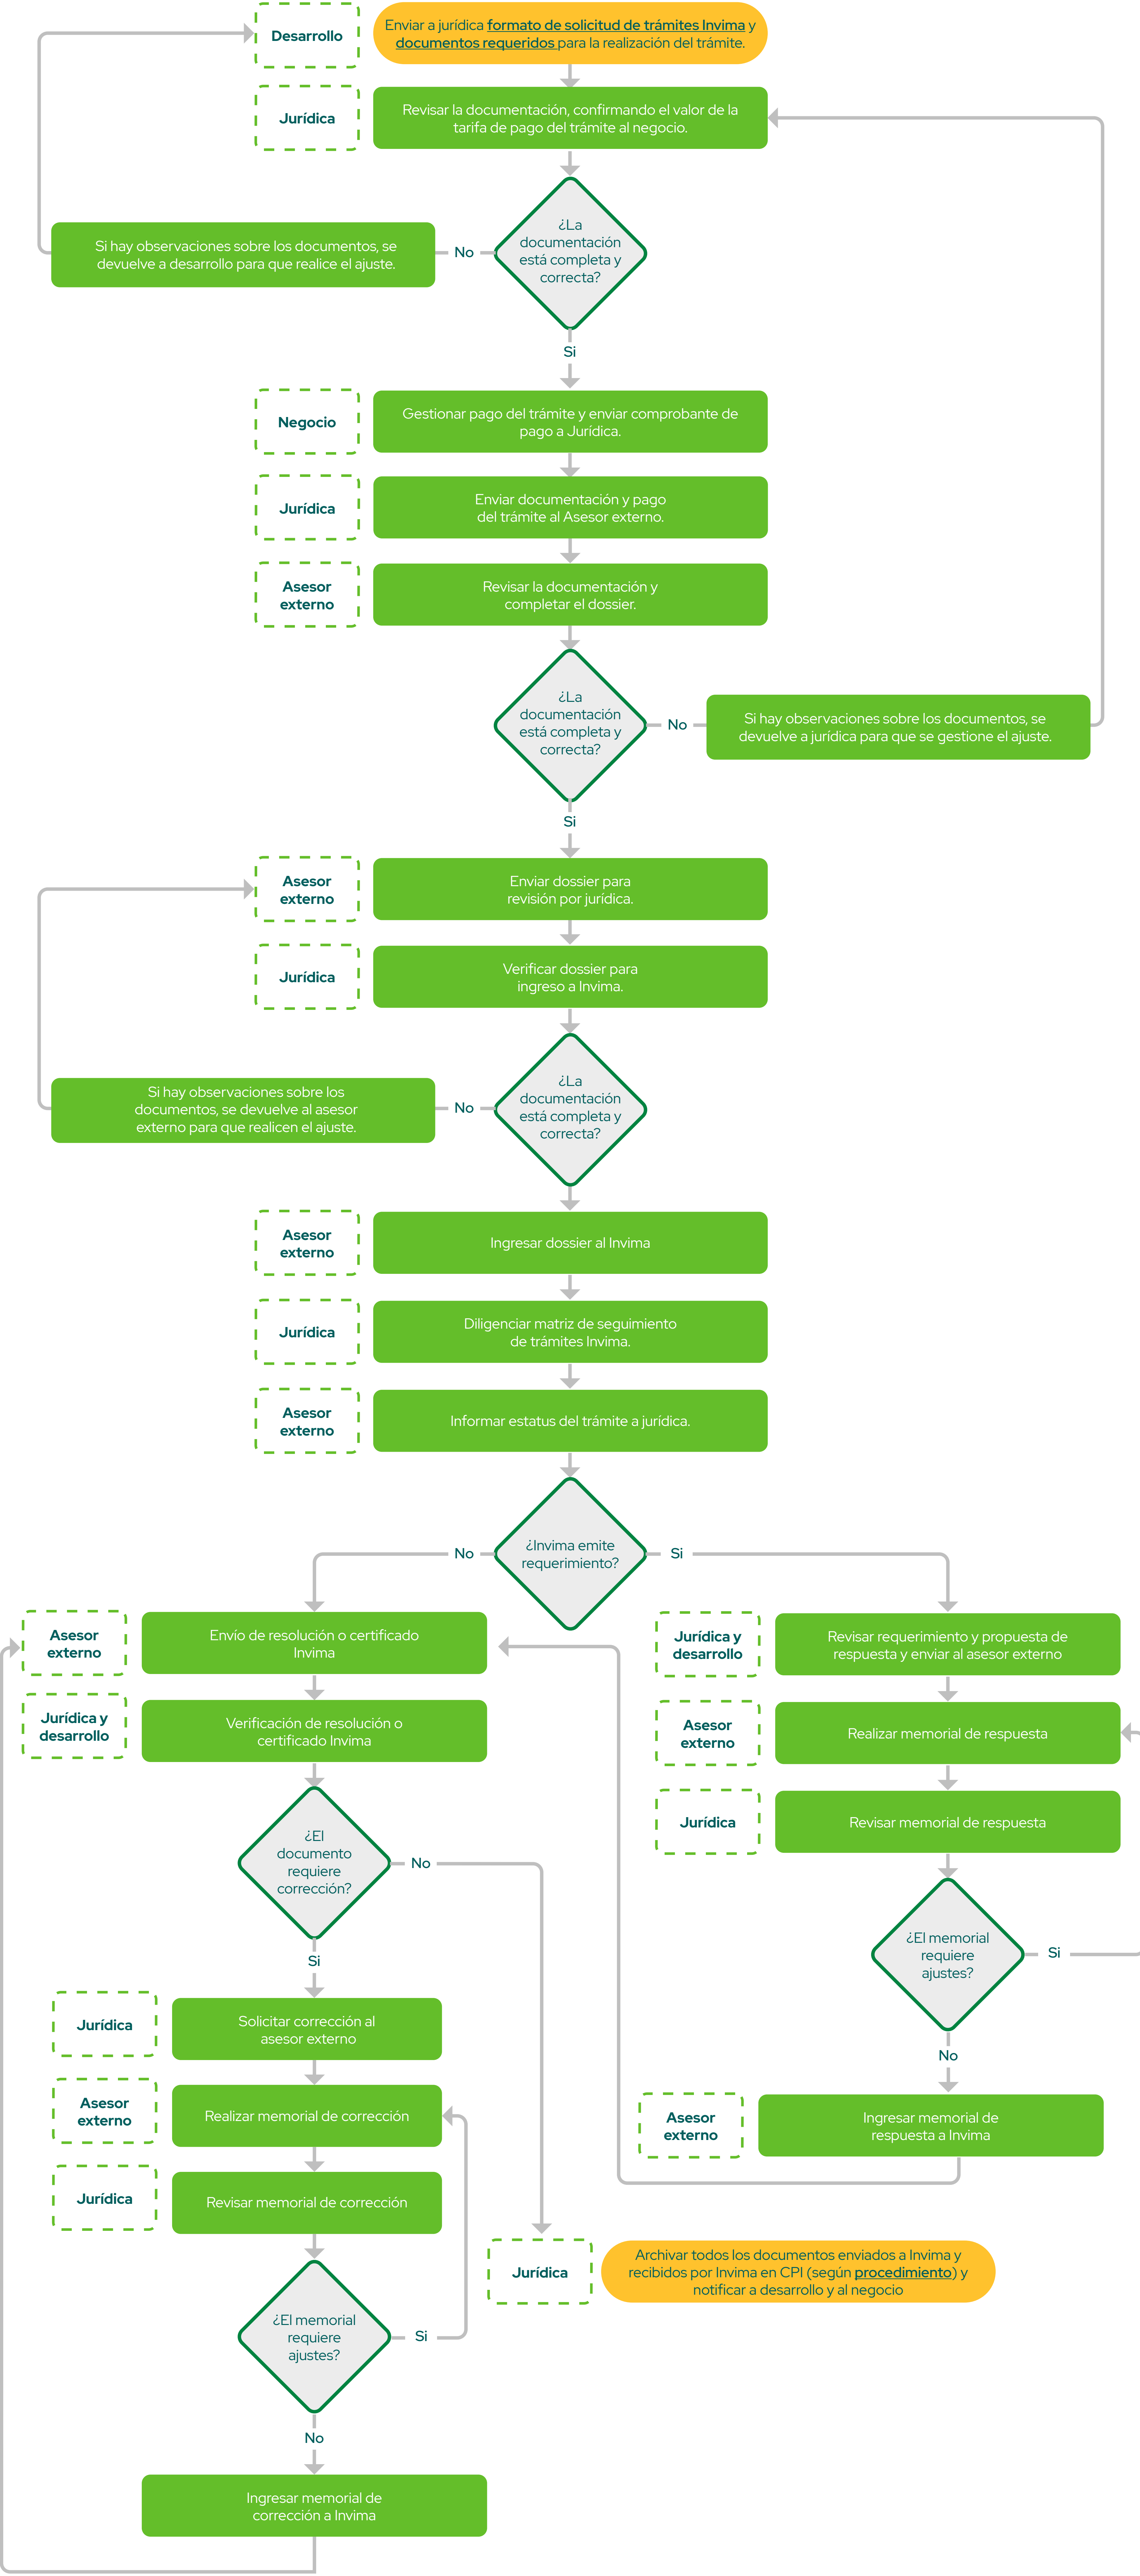 Desarrollo
Enviar a jurídica formato de solicitud de trámites Invima y
documentos requeridos para la realización del trámite.
Jurídica
Revisar la documentación, confirmando el valor de la
tarifa de pago del trámite al negocio.
¿La
documentación
está completa y
correcta?
No
Si hay observaciones sobre los documentos, se
devuelve a desarrollo para que realice el ajuste.
Si
Negocio
Gestionar pago del trámite y enviar comprobante de
pago a Jurídica.
Jurídica
Enviar documentación y pago
del trámite al Asesor externo.
Asesor
externo
Revisar la documentación y
completar el dossier.
¿La
documentación
está completa y
correcta?
No
Si hay observaciones sobre los documentos, se
devuelve a jurídica para que se gestione el ajuste.
Si
Asesor
externo
Enviar dossier para
revisión por jurídica.
Jurídica
Verificar dossier para
ingreso a Invima.
¿La
documentación
está completa y
correcta?
No
Si hay observaciones sobre los
documentos, se devuelve al asesor
externo para que realicen el ajuste.
Asesor
externo
Ingresar dossier al Invima
Jurídica
Diligenciar matriz de seguimiento
de trámites Invima.
Asesor
externo
Informar estatus del trámite a jurídica.
¿Invima emite
requerimiento?
No
Si
Asesor
externo
Envío de resolución o certificado
Invima
Jurídica y
desarrollo
Verificación de resolución o
certificado Invima
¿El
documento
requiere
corrección?
No
Si
Jurídica
Solicitar corrección al
asesor externo
Asesor
externo
Realizar memorial de corrección
Jurídica
Revisar memorial de corrección
¿El memorial
requiere
ajustes?
Si
No
Ingresar memorial de
corrección a Invima
Jurídica y
desarrollo
Revisar requerimiento y propuesta de
respuesta y enviar al asesor externo
Asesor
externo
Realizar memorial de respuesta
Jurídica
Revisar memorial de respuesta
¿El memorial
requiere
ajustes?
Si
No
Asesor
externo
Ingresar memorial de
respuesta a Invima
Jurídica
Archivar todos los documentos enviados a Invima y
recibidos por Invima en CPI (según procedimiento) y
notificar a desarrollo y al negocio